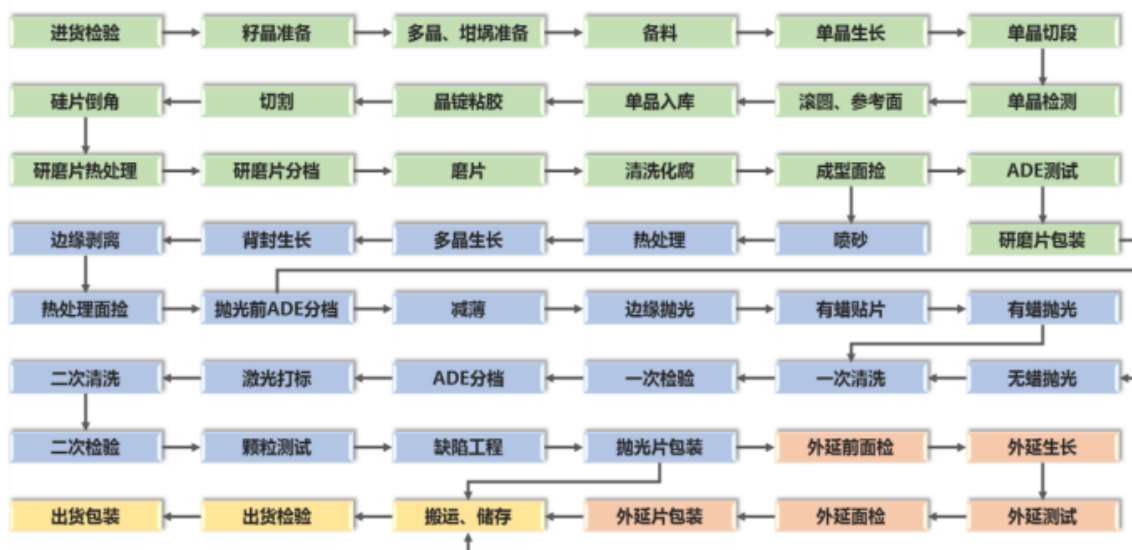 进货检验 籽晶准备 多晶、坩埚准备 备料 单晶生长 单晶切段
硅片倒角 切割 晶锭粘胶 单晶入库 滚圆、参考面 单晶检测
研磨片热处理 研磨片分档 磨片 清洗化腐 成型面捡 ADE测试
边缘剥离 背封生长 多晶生长 热处理 喷砂 研磨片包装
热处理面捡 抛光前ADE分档 减薄 边缘抛光 有蜡贴片 有蜡抛光
二次清洗 激光打标 ADE分档 一次检验 一次清洗 无蜡抛光
二次检验 颗粒测试 缺陷工程 抛光片包装 外延前面检 外延生长
出货包装 出货检验 搬运、储存 外延片包装 外延面检 外延测试